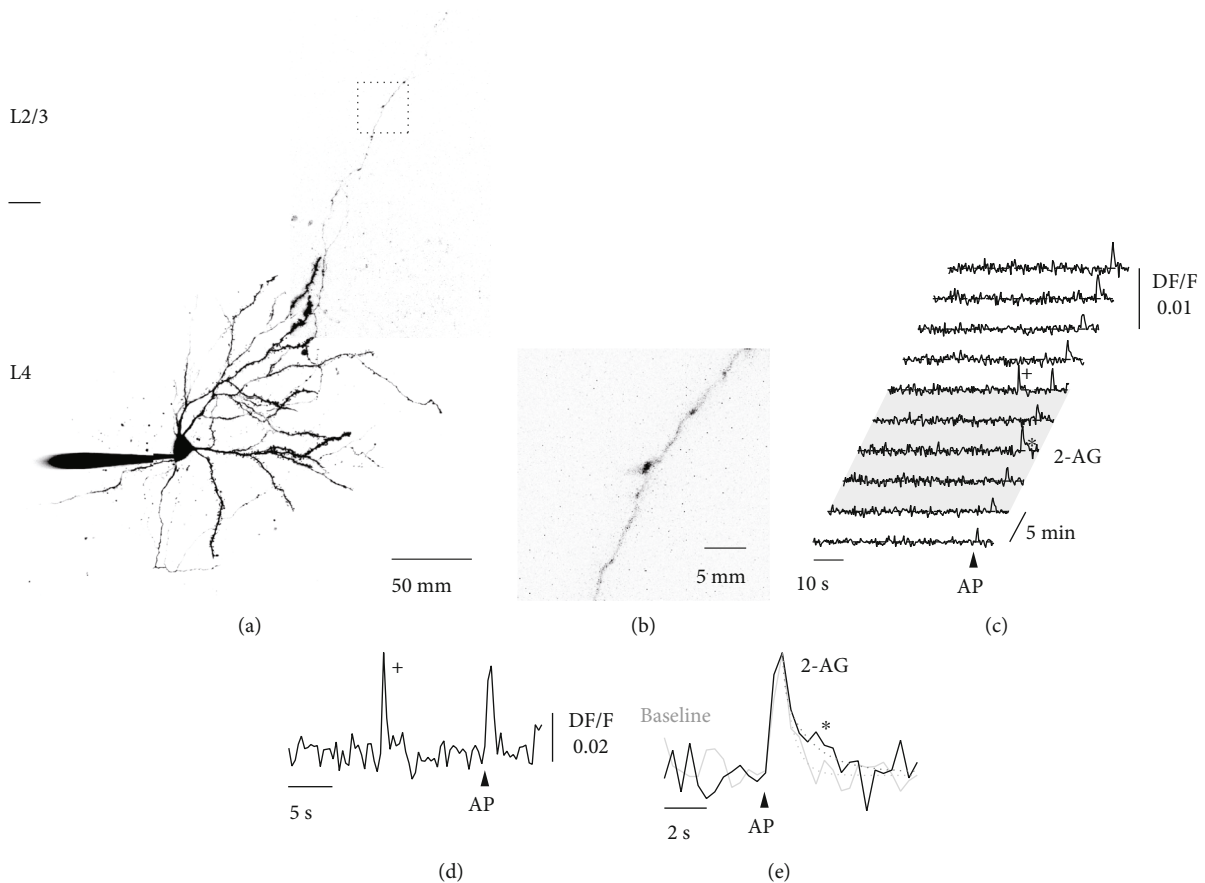 L2/3
L4
50 mm
(a)
5 mm
(b)
DF/F
0.01
+
*
2-AG
5 min
10 s
AP
(c)
+
DF/F
0.02
5 s
AP
(d)
2-AG
Baseline
*
2 s
AP
(e)